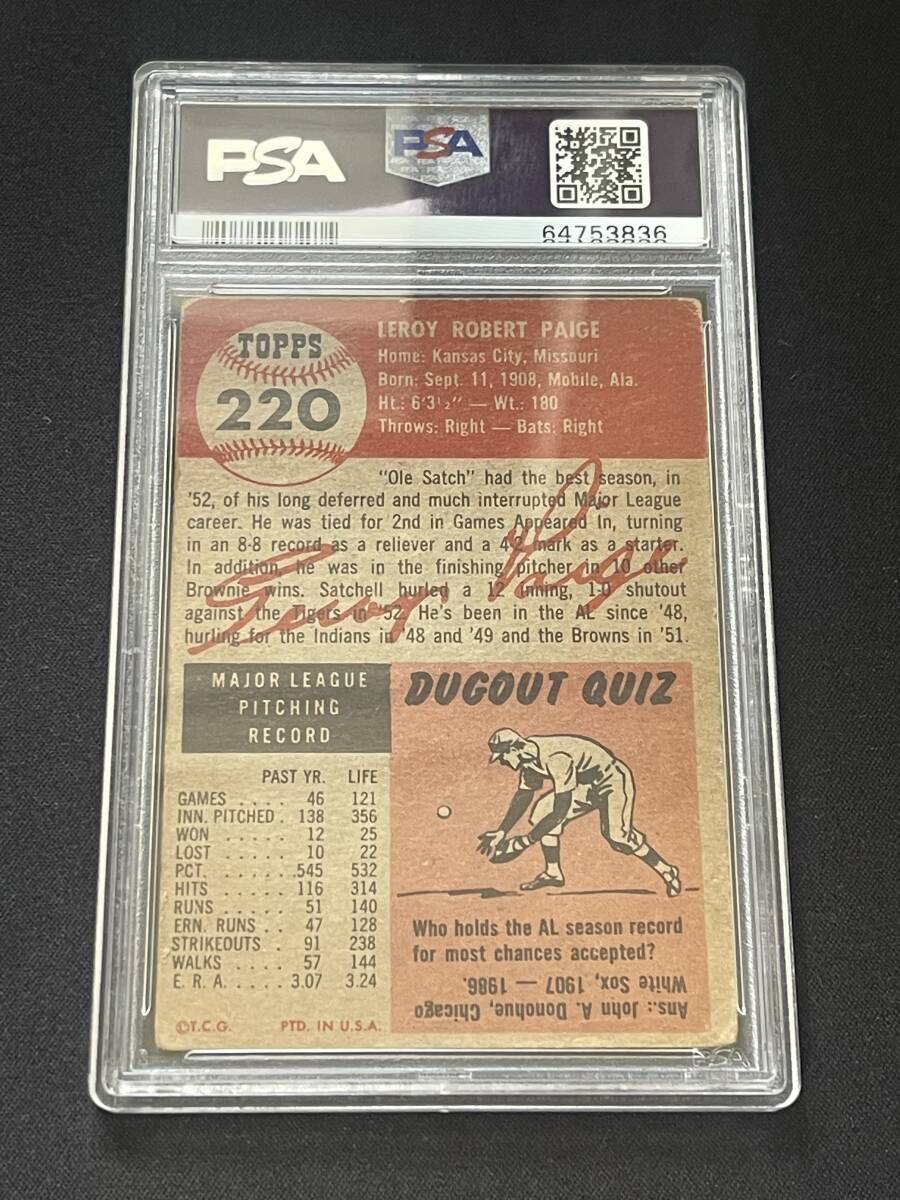 PSA
PSA
64753836
TOPPS
220
LEROY ROBERT PAIGE
Home: Kansas City, Missouri
Born: Sept. 11, 1908, Mobile, Ala.
Ht.: 6'3½" — Wt.: 180
Throws: Right — Bats: Right
"Ole Satch" had the best season, in
'52, of his long deferred and much interrupted Major League
career. He was tied for 2nd in Games Appeared In, turning
in an 8-8 record as a reliever and a 4-2 mark as a starter.
In addition, he was in the finishing pitcher in 10 other
Brownie wins. Satchell hurled a 12 inning, 1-0 shutout
against the Tigers in '52. He's been in the AL since '48,
hurling for the Indians in '48 and '49 and the Browns in '51.
Leroy Paige
MAJOR LEAGUE
PITCHING
RECORD
PAST YR. LIFE
GAMES .... 46 121
INN. PITCHED . 138 356
WON ..... 12 25
LOST ..... 10 22
PCT. ..... .545 532
HITS ..... 116 314
RUNS ..... 51 140
ERN. RUNS .. 47 128
STRIKEOUTS . 91 238
WALKS .... 57 144
E. R. A. .... 3.07 3.24
©T.C.G. PTD. IN U.S.A.
DUGOUT QUIZ
Who holds the AL season record
for most chances accepted?
Ans.: John A. Donohue, Chicago
White Sox, 1907 — 1986.
PSA